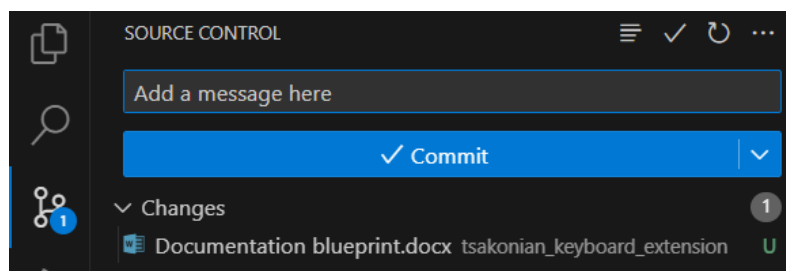 SOURCE CONTROL
Add a message here
Commit
1
Changes 1
Documentation blueprint.docx tsakonian_keyboard_extension U